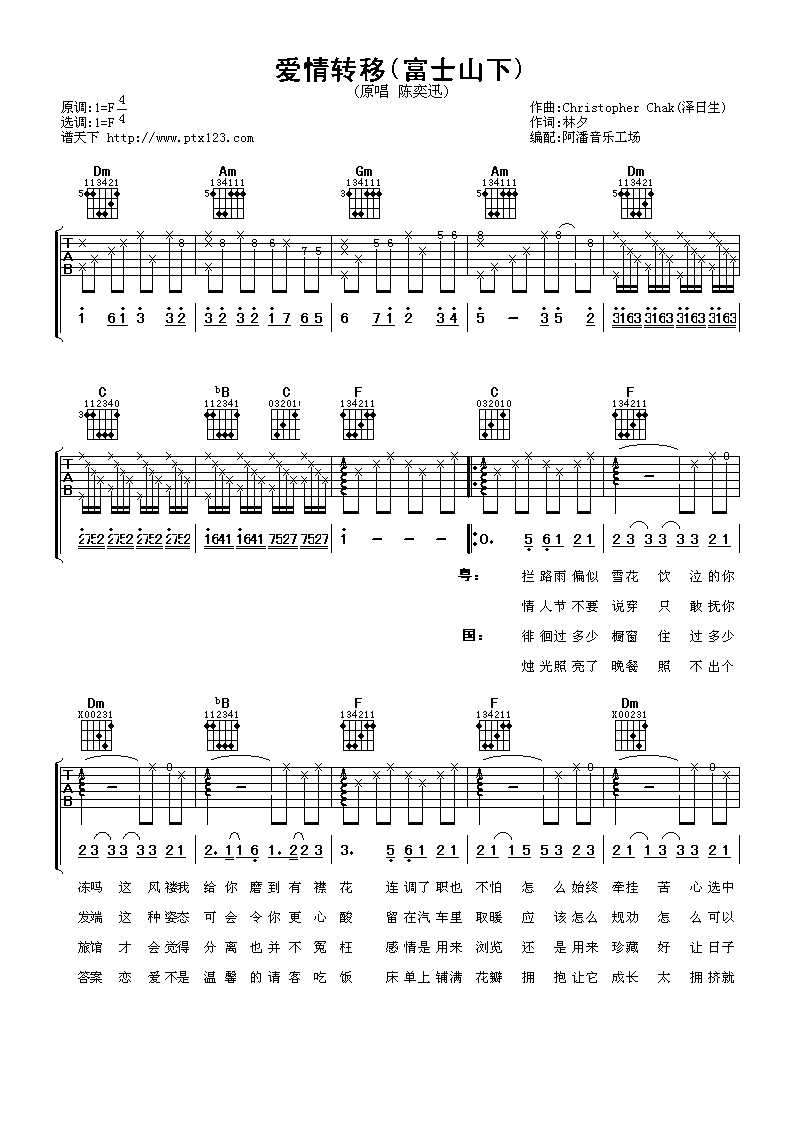 爱情转移(富士山下)
(原唱 陈奕迅)
原调:1=F 4
选调:1=F 4
谱天下 http://www.ptx123.com
作曲:Christopher Chak(泽日生)
作词:林夕
编配:阿潘音乐工场
Dm Am Gm Am Dm
113421 134111 134111 134111 113421
5 5 3 5 5
TAB 8 8 8 6 7 5 5 6 5 6 8 8 8
1 6 1 3 3 2 3 2 3 2 1 7 6 5 6 7 1 2 3 4 5 - 3 5 2 3163 3163 3163 3163
C ᵇB C F C F
112340 112341 032010 134211 032010 134211
3
TAB 0
2752 2752 2752 2752 1641 1641 7527 7527 1 - - - 0. 5 6 1 2 1 2 3 3 3 3 3 2 1
粤: 拦路雨偏似 雪花 饮 泣的你
情人节不要 说穿 只 敢抚你
国: 徘徊过多少 橱窗 住 过多少
烛光照亮了 晚餐 照 不出个
Dm ᵇB F F Dm
X00231 112341 134211 134211 X00231
TAB 0 0 0
2 3 3 3 3 3 2 1 2. 1 1 6 1. 2 2 3 3. 5 6 1 2 1 2 1 1 5 5 3 2 3 2 1 1 5 5 3 2 1
冻吗 这 风褛我 给你 磨到有 襟 花 连调了职也 不怕 怎 么始终 牵挂 苦 心选中
发端 这 种姿态 可会 令你更 心 酸 留在汽车里 取暖 应 该怎么 规劝 怎 么可以
旅馆 才 会觉得 分离 也并不 冤 枉 感情是用来 浏览 还 是用来 珍藏 好 让日子
答案 恋 爱不是 温馨 的请客 吃 饭 床单上铺满 花瓣 拥 抱让它 成长 太 拥挤就